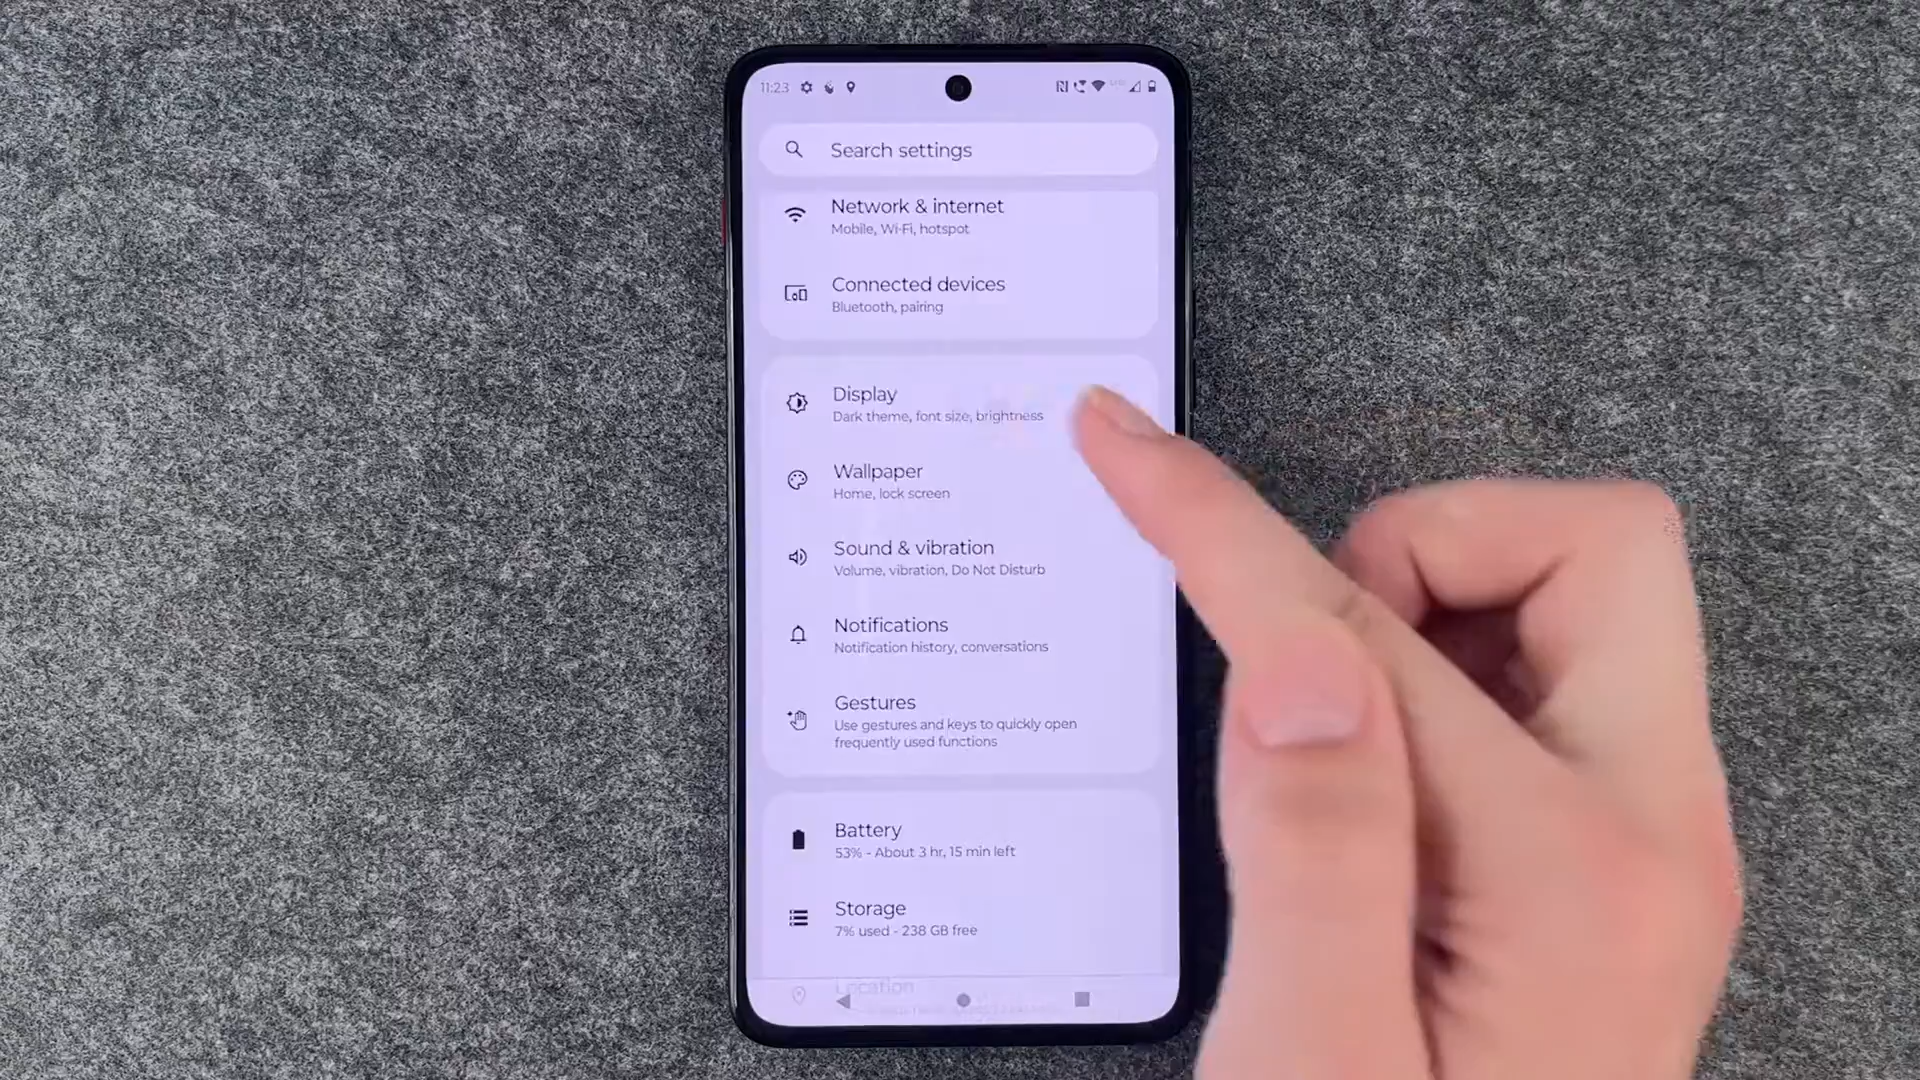 11:23
Search settings
Network & internet
Mobile, Wi-Fi, hotspot
Connected devices
Bluetooth, pairing
Display
Dark theme, font size, brightness
Wallpaper
Home, lock screen
Sound & vibration
Volume, vibration, Do Not Disturb
Notifications
Notification history, conversations
Gestures
Use gestures and keys to quickly open
frequently used functions
Battery
53% - About 3 hr, 15 min left
Storage
7% used - 238 GB free
Location